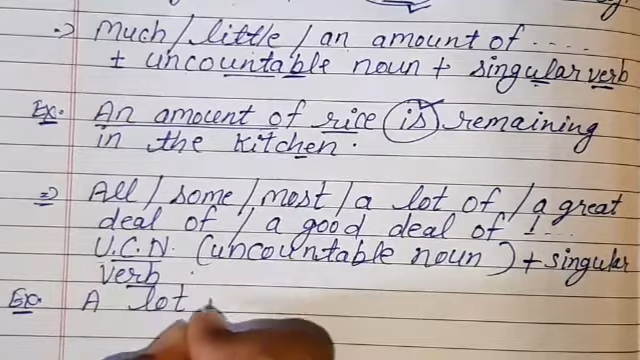 :) Much / little / an amount of ....
+ uncountable noun + singular verb
Ex:- An amount of rice is remaining
in the kitchen.
=) All / some / most / a lot of / a great
deal of / a good deal of / ...
U.C.N. (uncountable noun) + singular
verb
Ex:- A lot